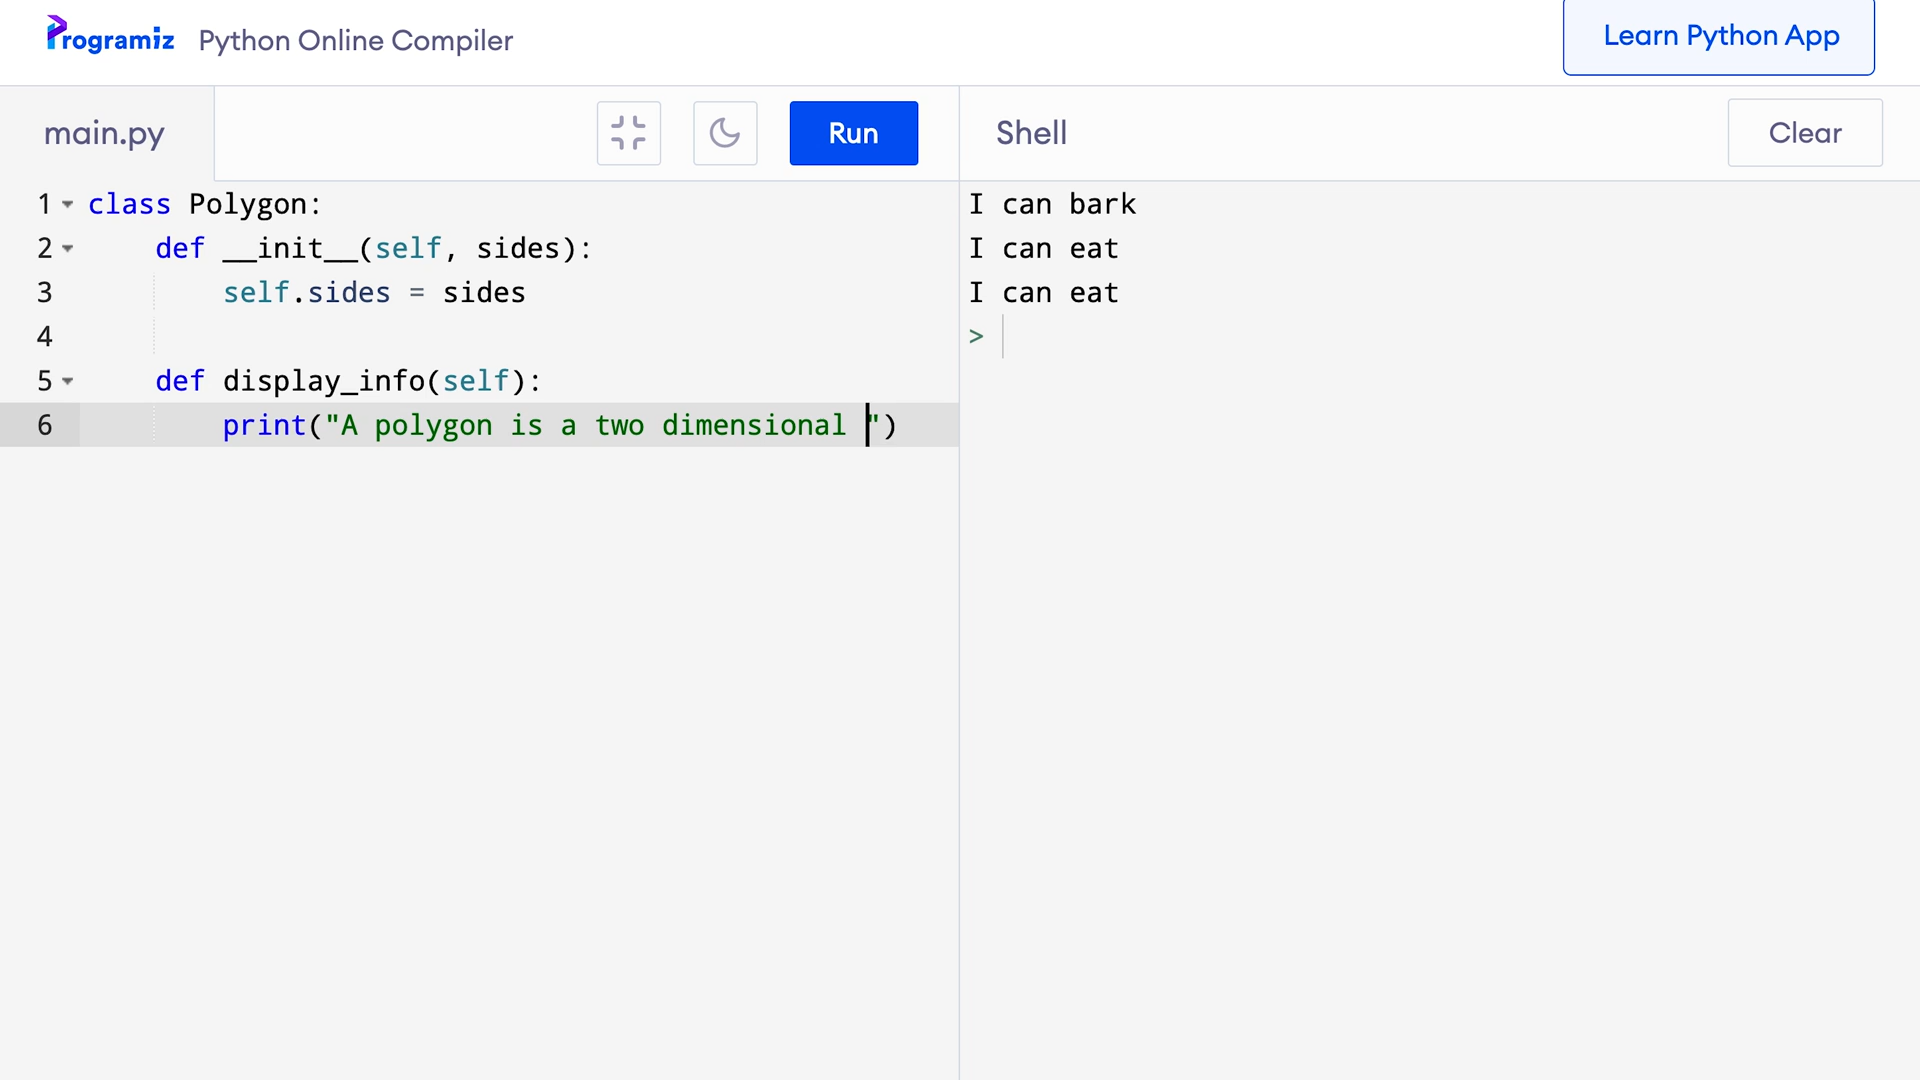 Programiz Python Online Compiler
Learn Python App
main.py
Run
Shell
Clear
1 class Polygon:
2     def __init__(self, sides):
3         self.sides = sides
4
5     def display_info(self):
6         print("A polygon is a two dimensional ")
I can bark
I can eat
I can eat
>